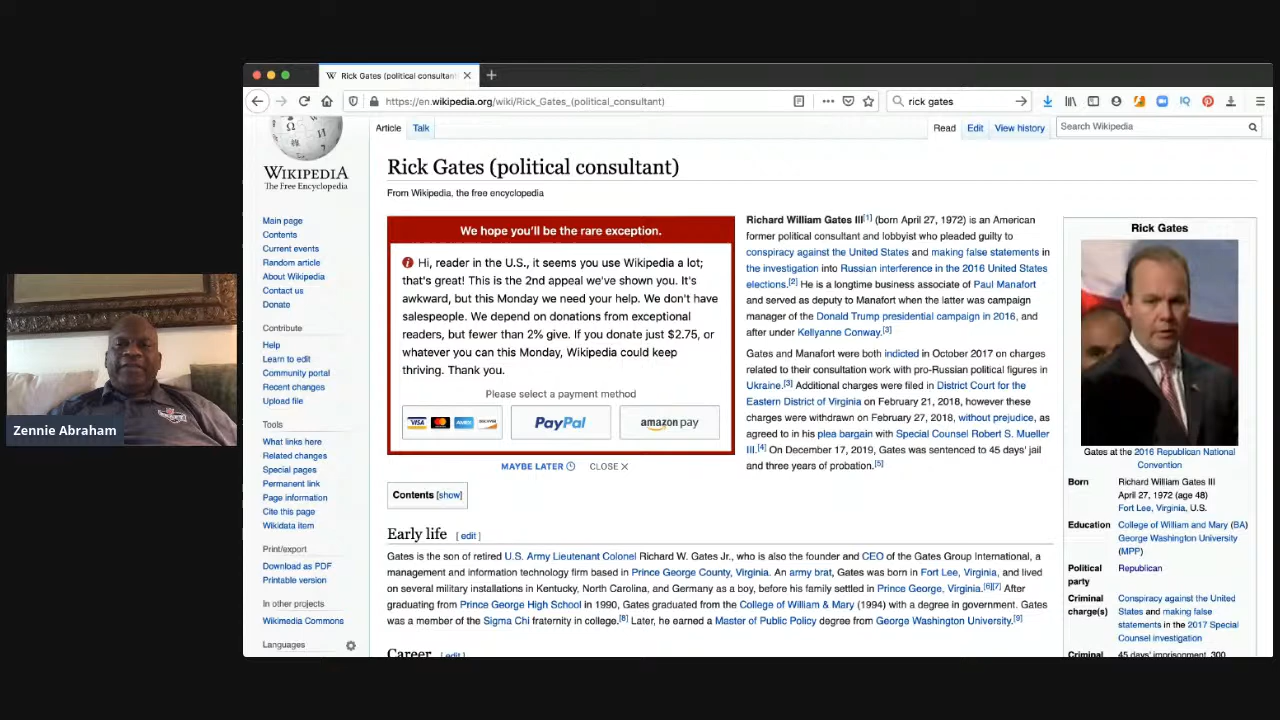 Rick Gates (political consultant
https://en.wikipedia.org/wiki/Rick_Gates_(political_consultant)
rick gates
WIKIPEDIA
The Free Encyclopedia
Main page
Contents
Current events
Random article
About Wikipedia
Contact us
Donate
Contribute
Help
Learn to edit
Community portal
Recent changes
Upload file
Tools
What links here
Related changes
Special pages
Permanent link
Page information
Cite this page
Wikidata item
Print/export
Download as PDF
Printable version
In other projects
Wikimedia Commons
Languages
Article Talk
Read Edit View history
Search Wikipedia
Rick Gates (political consultant)
From Wikipedia, the free encyclopedia
We hope you'll be the rare exception.
Hi, reader in the U.S., it seems you use Wikipedia a lot;
that's great! This is the 2nd appeal we've shown you. It's
awkward, but this Monday we need your help. We don't have
salespeople. We depend on donations from exceptional
readers, but fewer than 2% give. If you donate just $2.75, or
whatever you can this Monday, Wikipedia could keep
thriving. Thank you.
Please select a payment method
VISA
PayPal
amazon pay
MAYBE LATER CLOSE X
Richard William Gates III[1] (born April 27, 1972) is an American
former political consultant and lobbyist who pleaded guilty to
conspiracy against the United States and making false statements in
the investigation into Russian interference in the 2016 United States
elections.[2] He is a longtime business associate of Paul Manafort
and served as deputy to Manafort when the latter was campaign
manager of the Donald Trump presidential campaign in 2016, and
after under Kellyanne Conway.[3]
Gates and Manafort were both indicted in October 2017 on charges
related to their consultation work with pro-Russian political figures in
Ukraine.[3] Additional charges were filed in District Court for the
Eastern District of Virginia on February 21, 2018, however these
charges were withdrawn on February 27, 2018, without prejudice, as
agreed to in his plea bargain with Special Counsel Robert S. Mueller
III.[4] On December 17, 2019, Gates was sentenced to 45 days' jail
and three years of probation.[5]
Contents [show]
Early life [ edit ]
Gates is the son of retired U.S. Army Lieutenant Colonel Richard W. Gates Jr., who is also the founder and CEO of the Gates Group International, a
management and information technology firm based in Prince George County, Virginia. An army brat, Gates was born in Fort Lee, Virginia, and lived
on several military installations in Kentucky, North Carolina, and Germany as a boy, before his family settled in Prince George, Virginia.[6][7] After
graduating from Prince George High School in 1990, Gates graduated from the College of William & Mary (1994) with a degree in government. Gates
was a member of the Sigma Chi fraternity in college.[8] Later, he earned a Master of Public Policy degree from George Washington University.[9]
Career [ edit ]
Rick Gates
Gates at the 2016 Republican National
Convention
Born Richard William Gates III
April 27, 1972 (age 48)
Fort Lee, Virginia, U.S.
Education College of William and Mary (BA)
George Washington University
(MPP)
Political party Republican
Criminal charge(s) Conspiracy against the United
States and making false
statements in the 2017 Special
Counsel investigation
Criminal 45 days' imprisonment, 300
Zennie Abraham